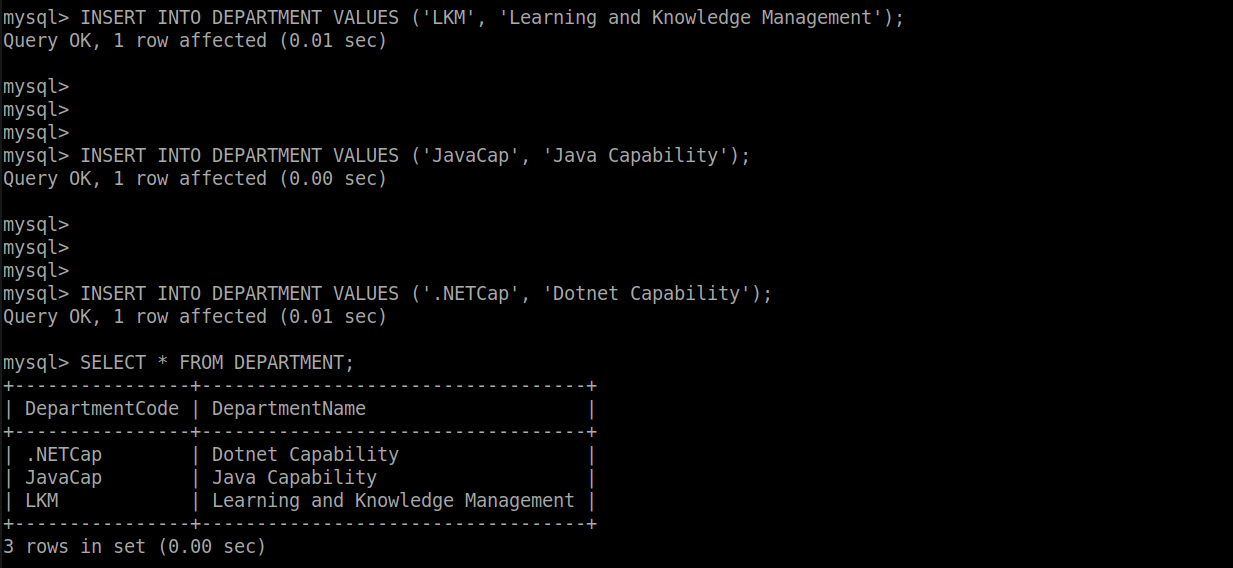 mysql> INSERT INTO DEPARTMENT VALUES ('LKM', 'Learning and Knowledge Management');
Query OK, 1 row affected (0.01 sec)
mysql>
mysql>
mysql>
mysql> INSERT INTO DEPARTMENT VALUES ('JavaCap', 'Java Capability');
Query OK, 1 row affected (0.00 sec)
mysql>
mysql>
mysql>
mysql> INSERT INTO DEPARTMENT VALUES ('.NETCap', 'Dotnet Capability');
Query OK, 1 row affected (0.01 sec)
mysql> SELECT * FROM DEPARTMENT;
+----------------+-----------------------------------+
| DepartmentCode | DepartmentName                    |
+----------------+-----------------------------------+
| .NETCap        | Dotnet Capability                 |
| JavaCap        | Java Capability                   |
| LKM            | Learning and Knowledge Management |
+----------------+-----------------------------------+
3 rows in set (0.00 sec)